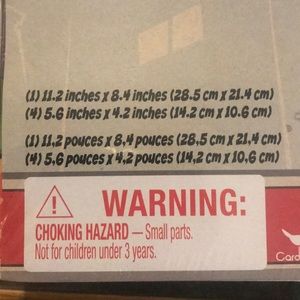 (1) 11.2 inches x 8.4 inches (28.5 cm x 21.4 cm)
(4) 5.6 inches x 4.2 inches (14.2 cm x 10.6 cm)
(1) 11,2 pouces x 8,4 pouces (28,5 cm x 21,4 cm)
(4) 5,6 pouces x 4,2 pouces (14,2 cm x 10,6 cm)
WARNING:
CHOKING HAZARD — Small parts.
Not for children under 3 years.
Card